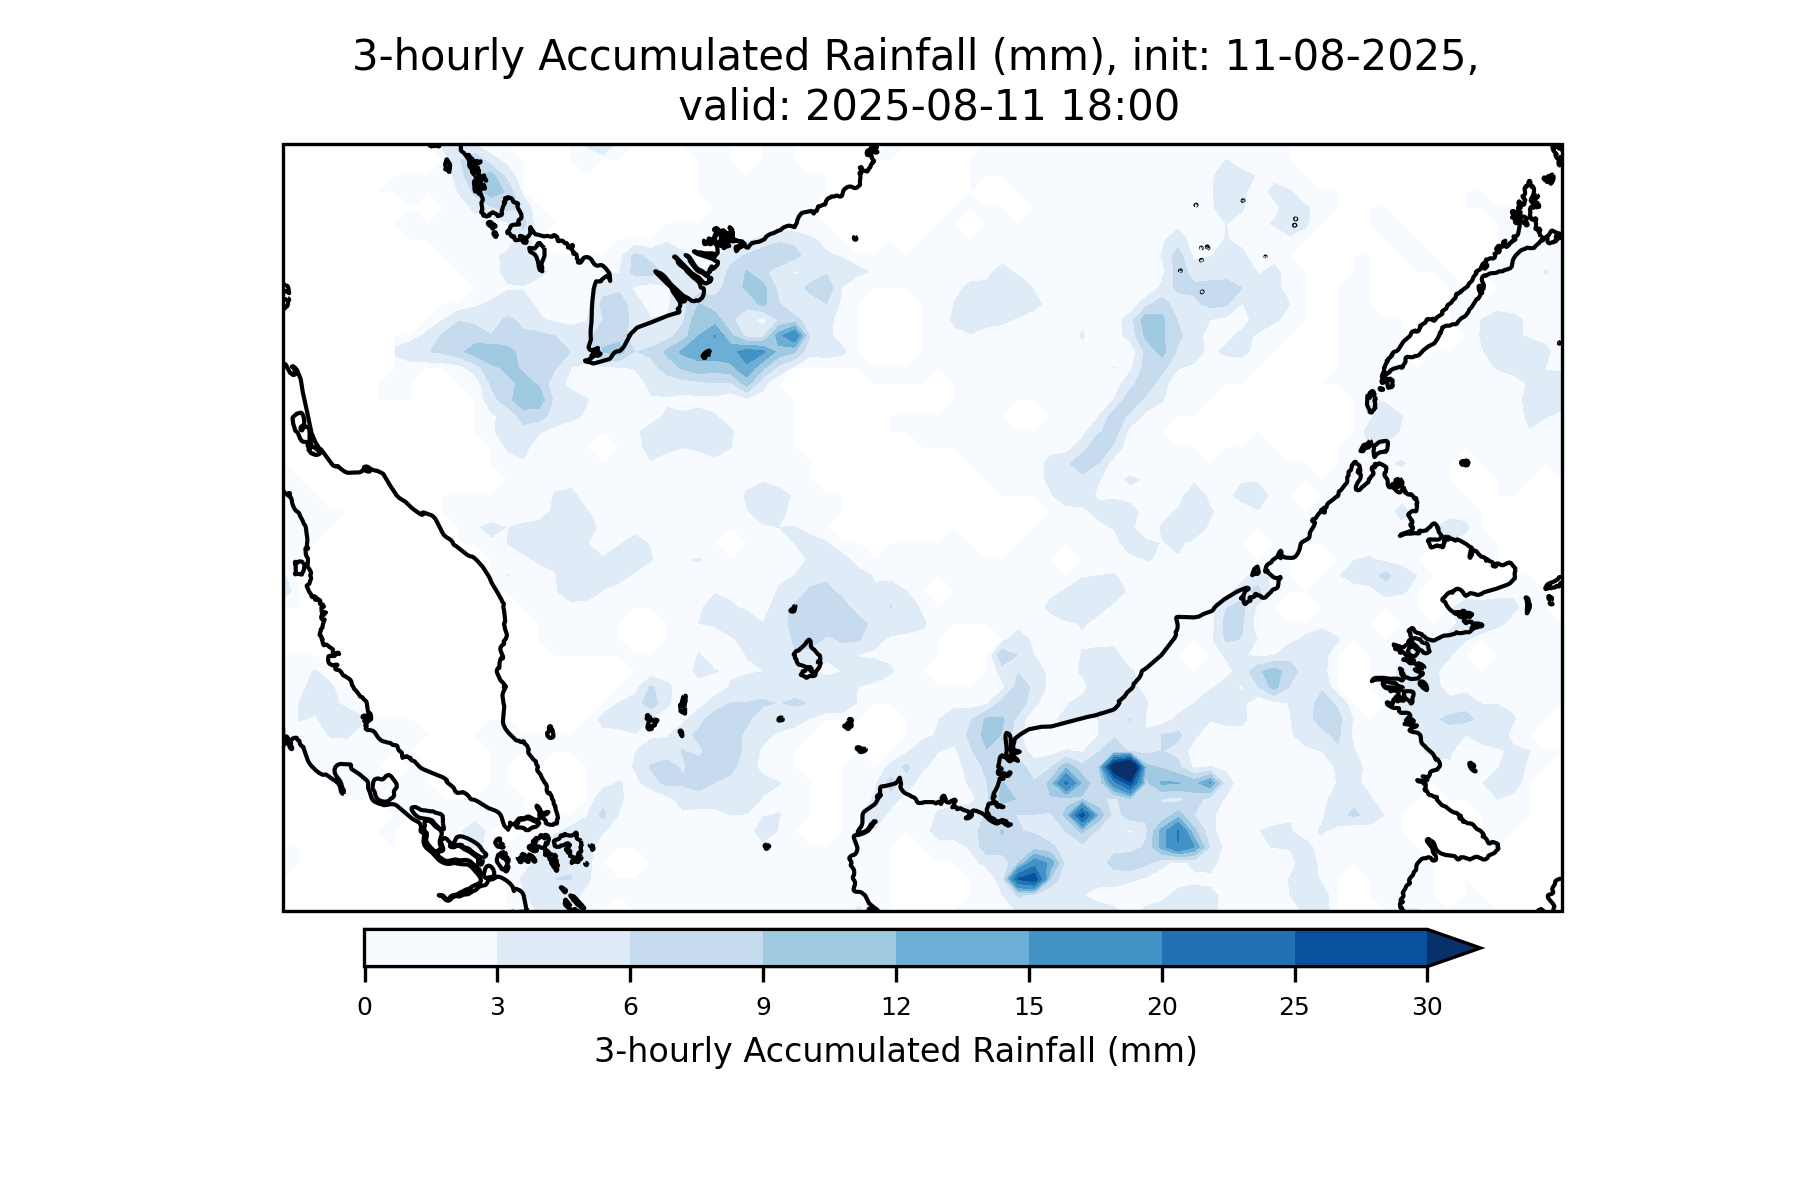 3-hourly Accumulated Rainfall (mm), init: 11-08-2025,
valid: 2025-08-11 18:00
0 3 6 9 12 15 20 25 30
3-hourly Accumulated Rainfall (mm)